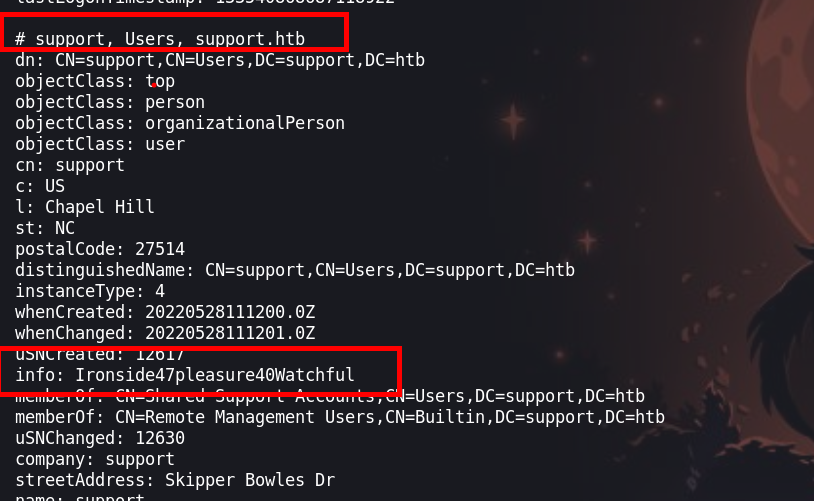 # support, Users, support.htb
dn: CN=support,CN=Users,DC=support,DC=htb
objectClass: top
objectClass: person
objectClass: organizationalPerson
objectClass: user
cn: support
c: US
l: Chapel Hill
st: NC
postalCode: 27514
distinguishedName: CN=support,CN=Users,DC=support,DC=htb
instanceType: 4
whenCreated: 20220528111200.0Z
whenChanged: 20220528111201.0Z
uSNCreated: 12617
info: Ironside47pleasure40Watchful
memberOf: CN=Shared Support Accounts,CN=Users,DC=support,DC=htb
memberOf: CN=Remote Management Users,CN=Builtin,DC=support,DC=htb
uSNChanged: 12630
company: support
streetAddress: Skipper Bowles Dr
name: support